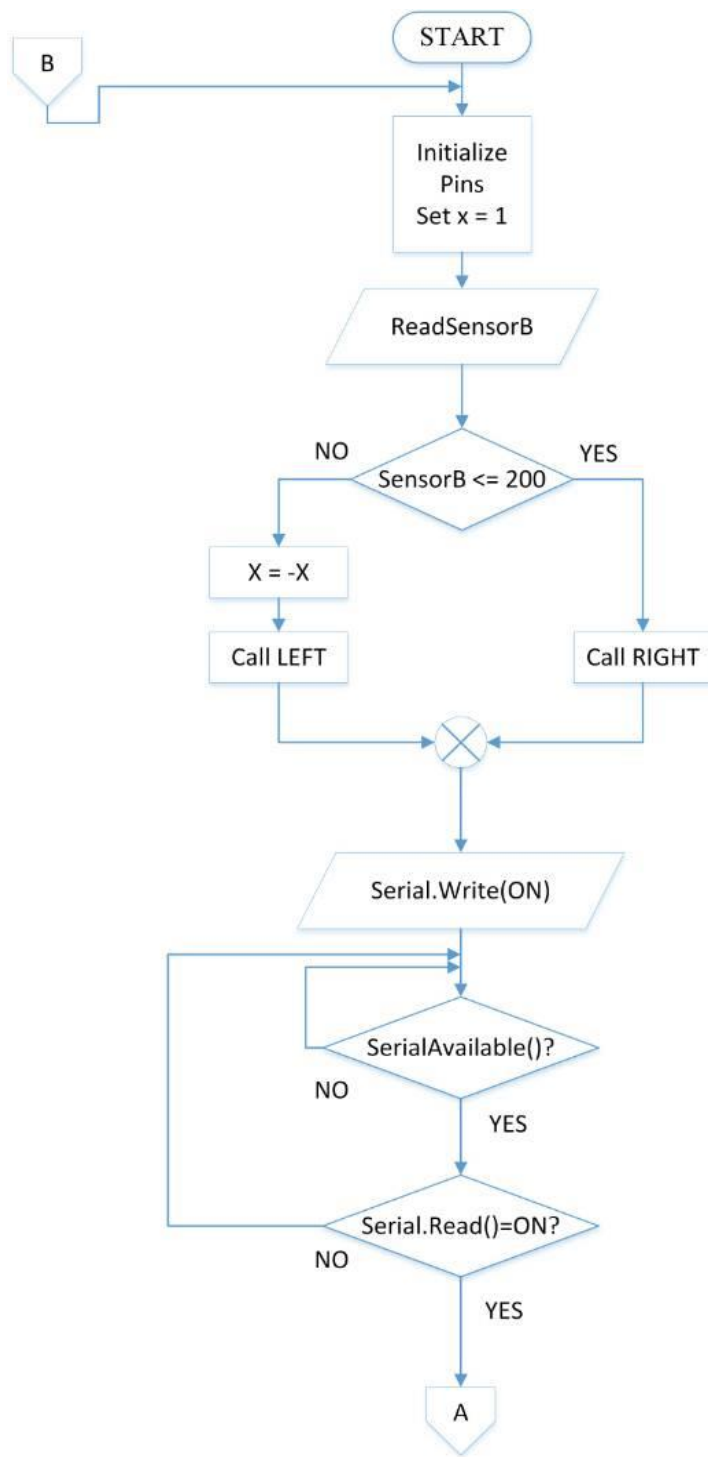 START
B
Initialize
Pins
Set x = 1
ReadSensorB
NO
YES
SensorB <= 200
X = -X
Call LEFT
Call RIGHT
Serial.Write(ON)
SerialAvailable()?
NO
YES
Serial.Read()=ON?
NO
YES
A